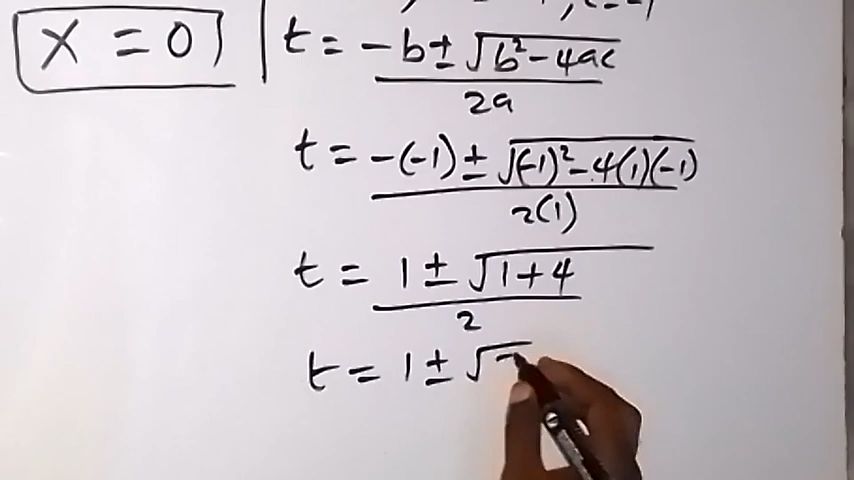 x = 0
t = -b ± √b² - 4ac
2a
t = -(-1) ± √(-1)² - 4(1)(-1)
2(1)
t = 1 ± √1 + 4
2
t = 1 ± √